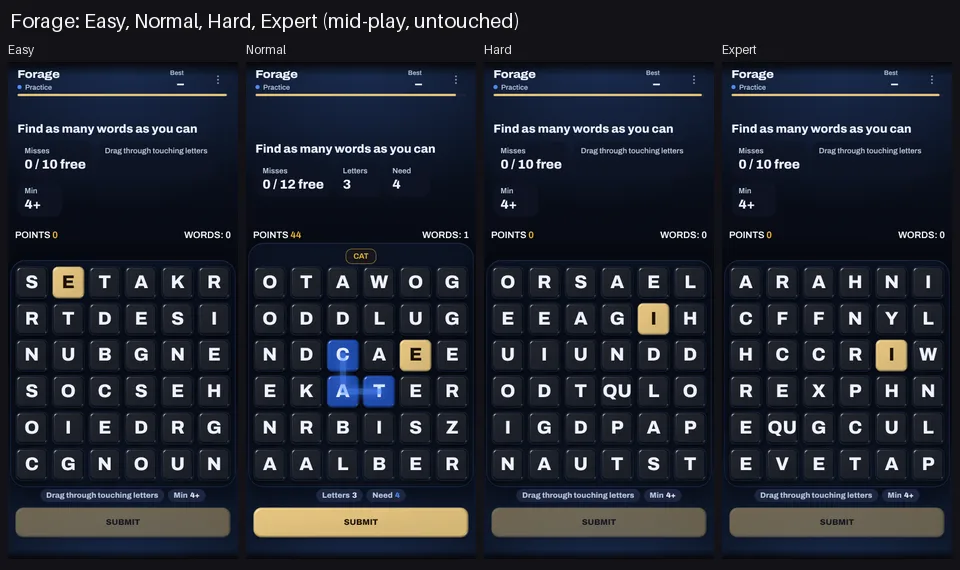 Forage: Easy, Normal, Hard, Expert (mid-play, untouched)
Easy
Forage
Practice
Best
–
Find as many words as you can
Misses
0 / 10 free
Drag through touching letters
Min
4+
POINTS 0
WORDS: 0
S E T A K R
R T D E S I
N U B G N E
S O C S E H
O I E D R G
C G N O U N
Drag through touching letters
Min 4+
SUBMIT
Normal
Forage
Practice
Best
–
Find as many words as you can
Misses
0 / 12 free
Letters
3
Need
4
POINTS 44
WORDS: 1
CAT
O T A W O G
O D D L U G
N D C A E E
E K A T E R
N R B I S Z
A A L B E R
Letters 3
Need 4
SUBMIT
Hard
Forage
Practice
Best
–
Find as many words as you can
Misses
0 / 10 free
Drag through touching letters
Min
4+
POINTS 0
WORDS: 0
O R S A E L
E E A G I H
U I U N D D
O D T QU L O
I G D P A P
N A U T S T
Drag through touching letters
Min 4+
SUBMIT
Expert
Forage
Practice
Best
–
Find as many words as you can
Misses
0 / 10 free
Drag through touching letters
Min
4+
POINTS 0
WORDS: 0
A R A H N I
C F F N Y L
H C C R I W
R E X P H N
E QU G C U L
E V E T A P
Drag through touching letters
Min 4+
SUBMIT